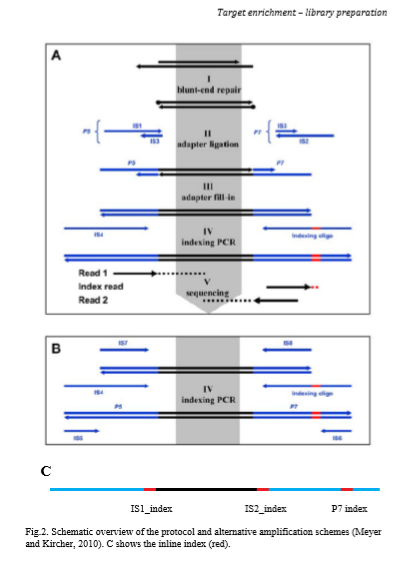 Target enrichment – library preparation
A
I
blunt-end repair
P5
IS1
IS3
II
adapter ligation
P7
IS3
IS2
P5
P7
III
adapter fill-in
IS4
IV
indexing PCR
indexing oligo
Read 1
Index read
Read 2
V
sequencing
B
IS7
IS8
IS4
IV
indexing PCR
indexing oligo
P5
P7
IS5
IS6
C
IS1_index
IS2_index
P7 index
Fig.2. Schematic overview of the protocol and alternative amplification schemes (Meyer
and Kircher, 2010). C shows the inline index (red).